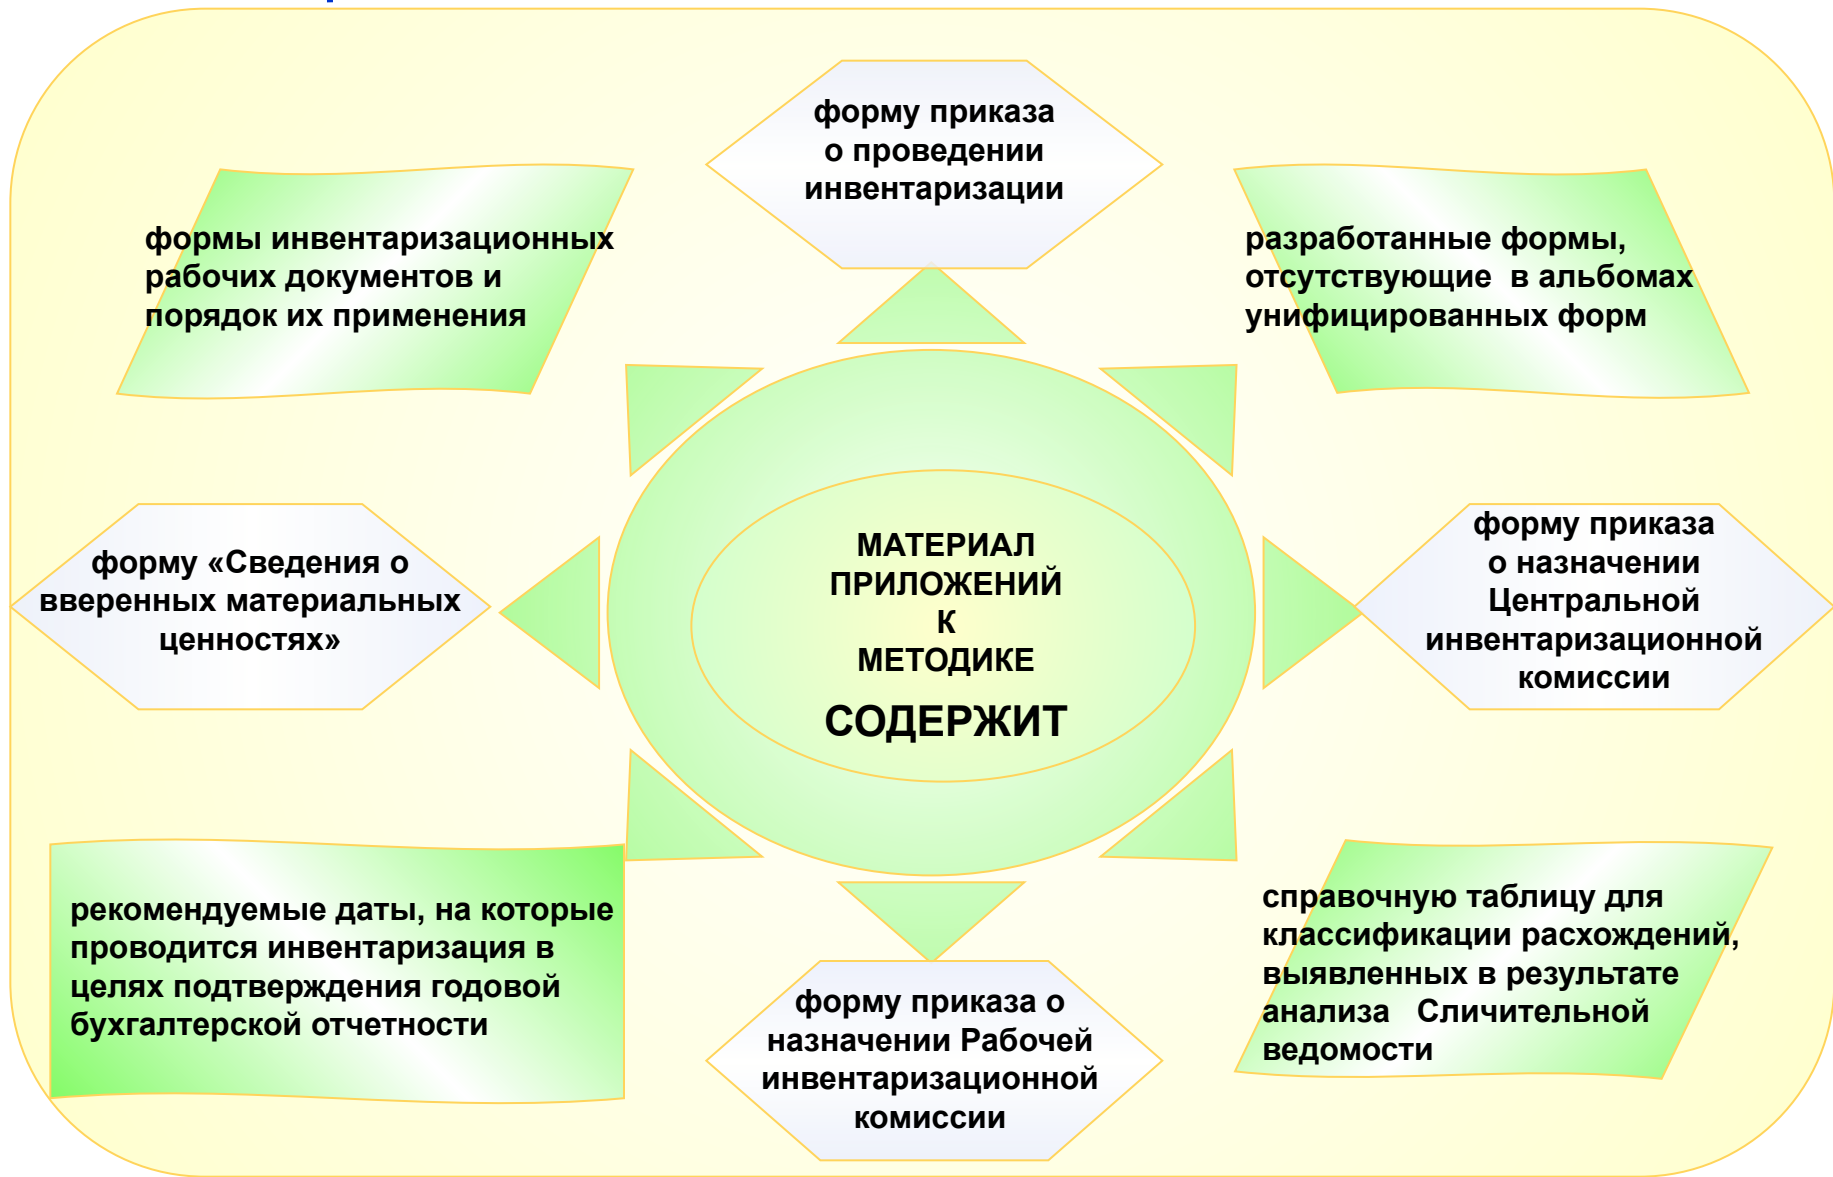 форму приказа
о проведении
инвентаризации
формы инвентаризационных
рабочих документов и
порядок их применения
разработанные формы,
отсутствующие в альбомах
унифицированных форм
форму «Сведения о
вверенных материальных
ценностях»
МАТЕРИАЛ
ПРИЛОЖЕНИЙ
К
МЕТОДИКЕ
СОДЕРЖИТ
форму приказа
о назначении
Центральной
инвентаризационной
комиссии
рекомендуемые даты, на которые
проводится инвентаризация в
целях подтверждения годовой
бухгалтерской отчетности
форму приказа о
назначении Рабочей
инвентаризационной
комиссии
справочную таблицу для
классификации расхождений,
выявленных в результате
анализа Сличительной
ведомости